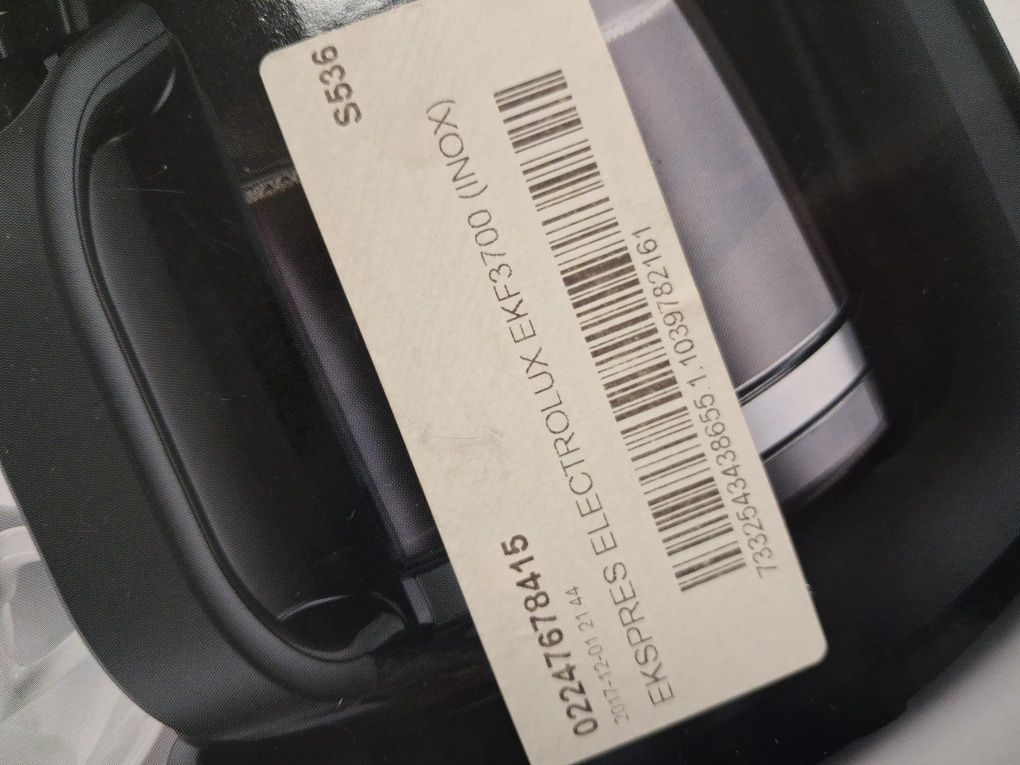 02247678415
S536
2017-12-01 21:44
EKSPRES ELECTROLUX EKF3700 (INOX)
7332543438655.1.1039782161